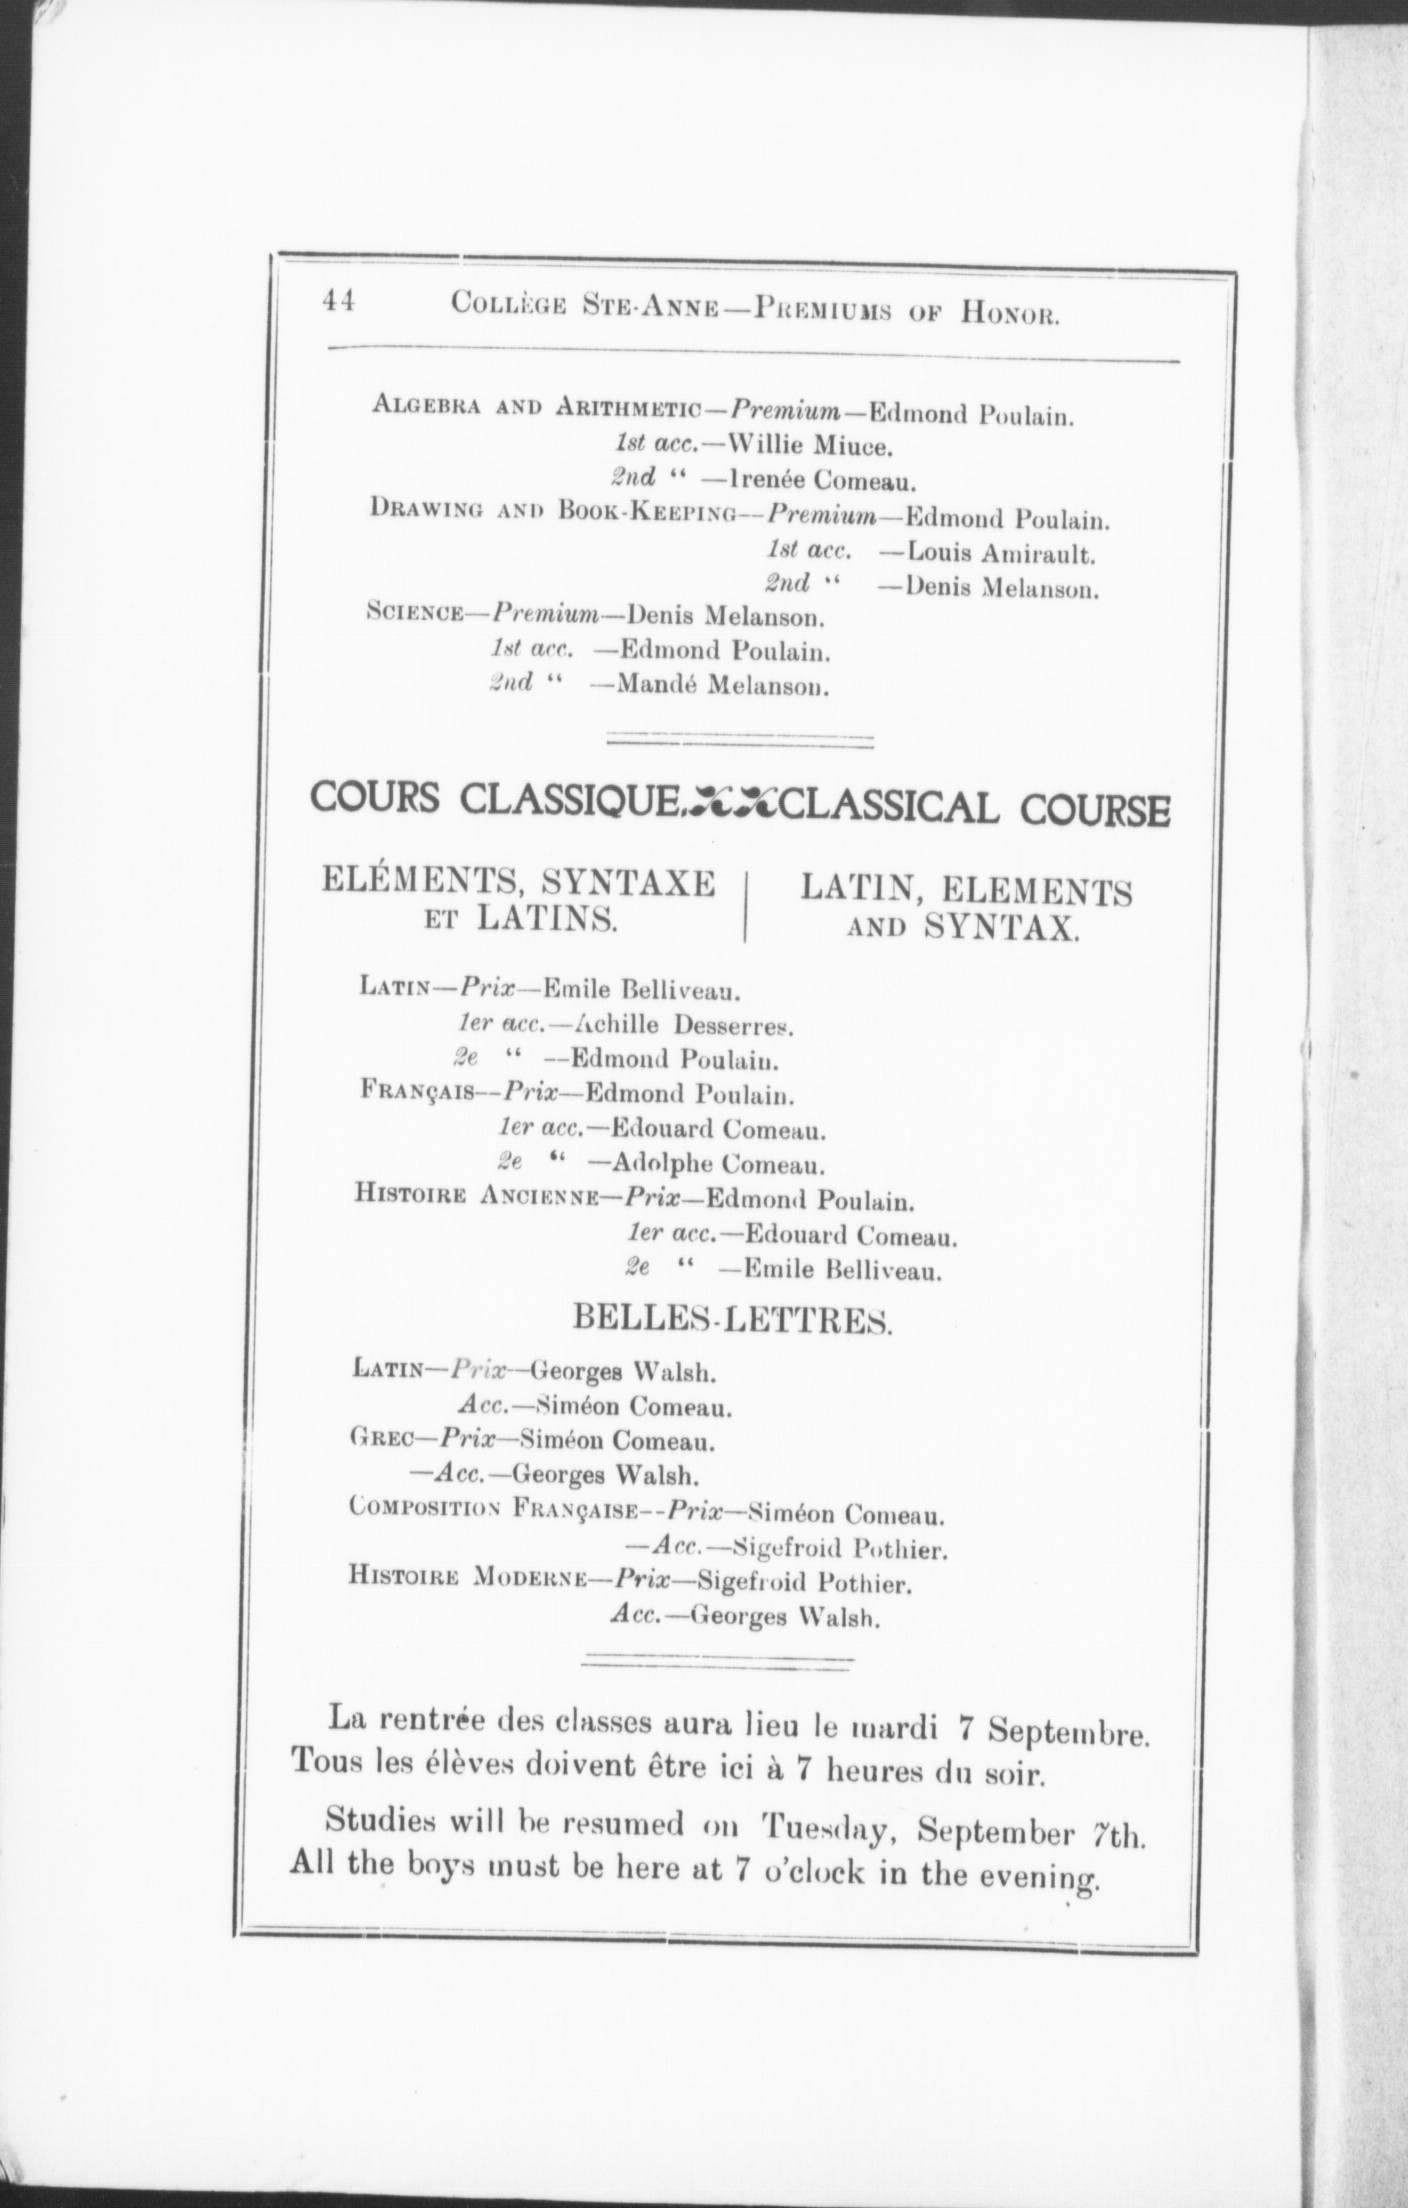 44 COLLÈGE STE-ANNE—PREMIUMS OF HONOR.
ALGEBRA AND ARITHMETIC—Premium—Edmond Poulain.
1st acc.—Willie Miuce.
2nd “ —Irenée Comeau.
DRAWING AND BOOK-KEEPING—Premium—Edmond Poulain.
1st acc. —Louis Amirault.
2nd “ —Denis Melanson.
SCIENCE—Premium—Denis Melanson.
1st acc. —Edmond Poulain.
2nd “ —Mandé Melanson.
COURS CLASSIQUE. CLASSICAL COURSE
ELÉMENTS, SYNTAXE
ET LATINS.
LATIN, ELEMENTS
AND SYNTAX.
LATIN—Prix—Emile Belliveau.
1er acc.—Achille Desserres.
2e “ —Edmond Poulain.
FRANÇAIS—Prix—Edmond Poulain.
1er acc.—Edouard Comeau.
2e “ —Adolphe Comeau.
HISTOIRE ANCIENNE—Prix—Edmond Poulain.
1er acc.—Edouard Comeau.
2e “ —Emile Belliveau.
BELLES-LETTRES.
LATIN—Prix—Georges Walsh.
Acc.—Siméon Comeau.
GREC—Prix—Siméon Comeau.
—Acc.—Georges Walsh.
COMPOSITION FRANÇAISE—Prix—Siméon Comeau.
—Acc.—Sigefroid Pothier.
HISTOIRE MODERNE—Prix—Sigefroid Pothier.
Acc.—Georges Walsh.
La rentrée des classes aura lieu le mardi 7 Septembre.
Tous les élèves doivent être ici à 7 heures du soir.
Studies will be resumed on Tuesday, September 7th.
All the boys must be here at 7 o’clock in the evening.